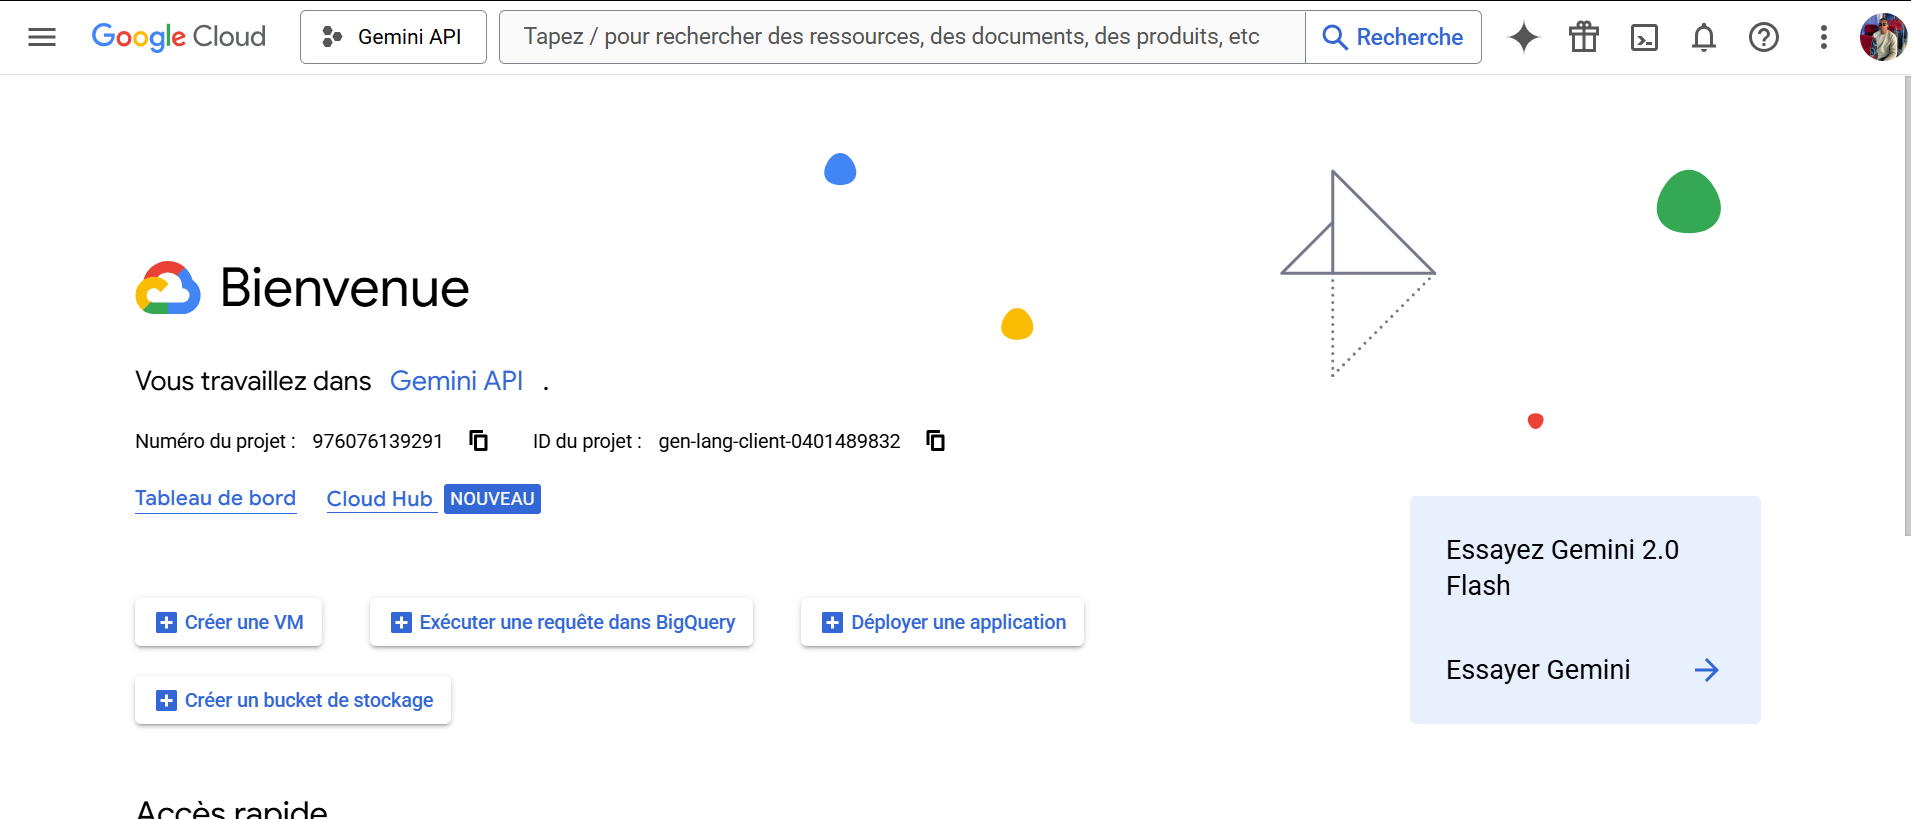 Google Cloud
Gemini API
Tapez / pour rechercher des ressources, des documents, des produits, etc
Recherche
Bienvenue
Vous travaillez dans Gemini API .
Numéro du projet : 976076139291 ID du projet : gen-lang-client-0401489832
Tableau de bord Cloud Hub NOUVEAU
Essayez Gemini 2.0
Flash
Essayer Gemini
Créer une VM Exécuter une requête dans BigQuery Déployer une application
Créer un bucket de stockage
Accès rapide